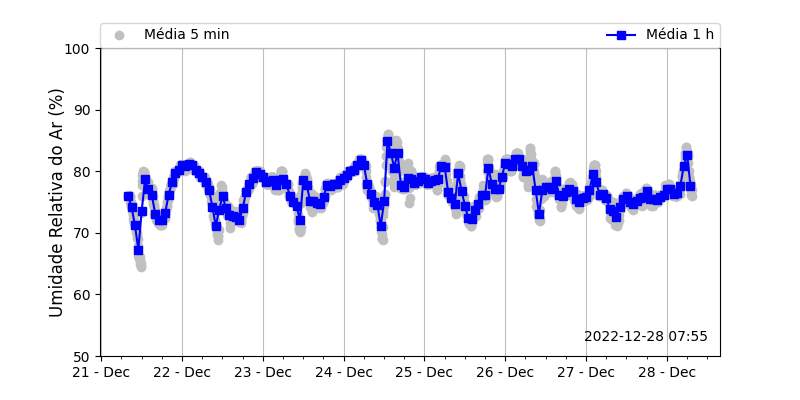 Média 5 min
Média 1 h
Umidade Relativa do Ar (%)
100
90
80
70
60
50
2022-12-28 07:55
21 - Dec
22 - Dec
23 - Dec
24 - Dec
25 - Dec
26 - Dec
27 - Dec
28 - Dec